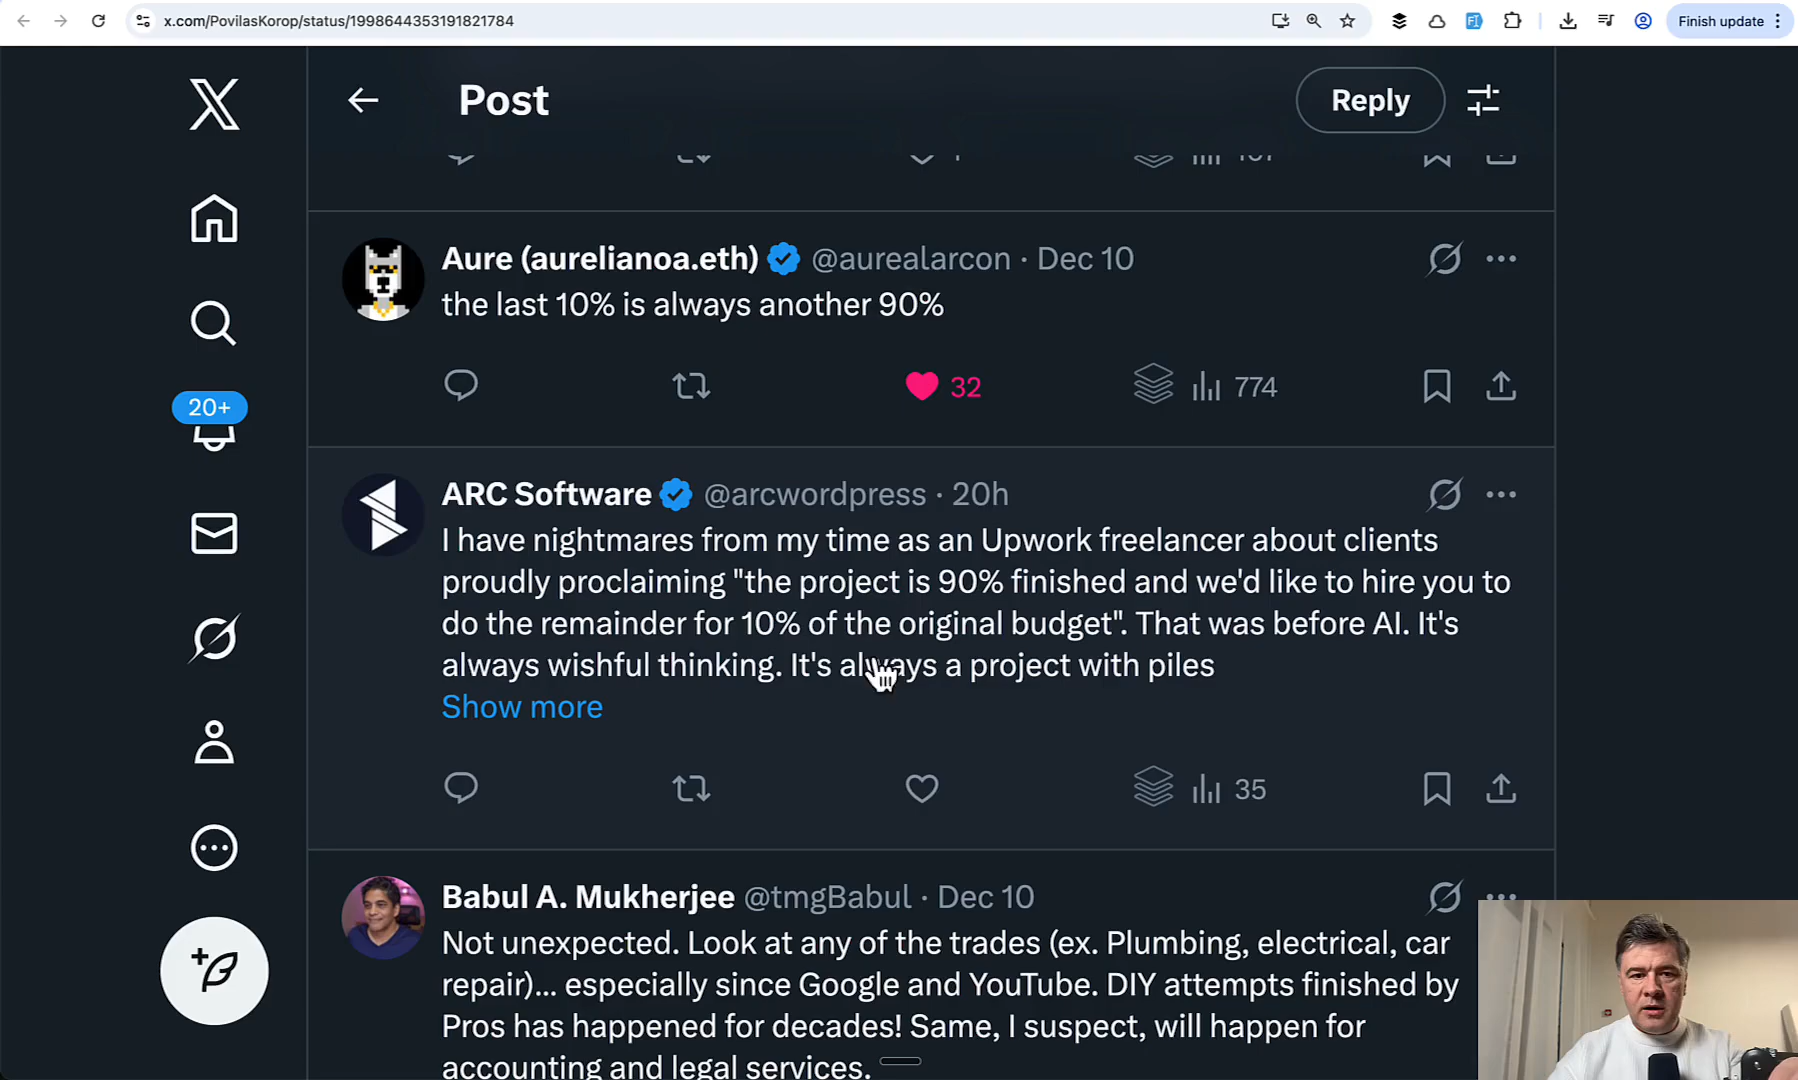 x.com/PovilasKorop/status/1998644353191821784
Finish update
Post
Reply
Aure (aurelianoa.eth) @aurealarcon · Dec 10
the last 10% is always another 90%
32
774
20+
ARC Software @arcwordpress · 20h
I have nightmares from my time as an Upwork freelancer about clients
proudly proclaiming "the project is 90% finished and we'd like to hire you to
do the remainder for 10% of the original budget". That was before AI. It's
always wishful thinking. It's always a project with piles
Show more
35
Babul A. Mukherjee @tmgBabul · Dec 10
Not unexpected. Look at any of the trades (ex. Plumbing, electrical, car
repair)... especially since Google and YouTube. DIY attempts finished by
Pros has happened for decades! Same, I suspect, will happen for
accounting and legal services.